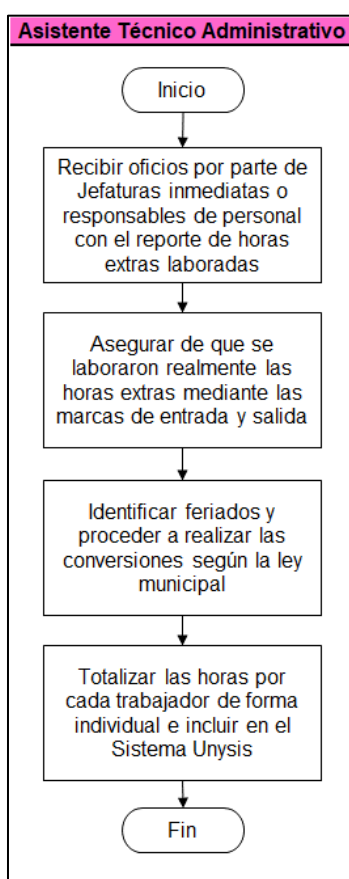 Asistente Técnico Administrativo
Inicio
Recibir oficios por parte de
Jefaturas inmediatas o
responsables de personal
con el reporte de horas
extras laboradas
Asegurar de que se
laboraron realmente las
horas extras mediante las
marcas de entrada y salida
Identificar feriados y
proceder a realizar las
conversiones según la ley
municipal
Totalizar las horas por
cada trabajador de forma
individual e incluir en el
Sistema Unysis
Fin